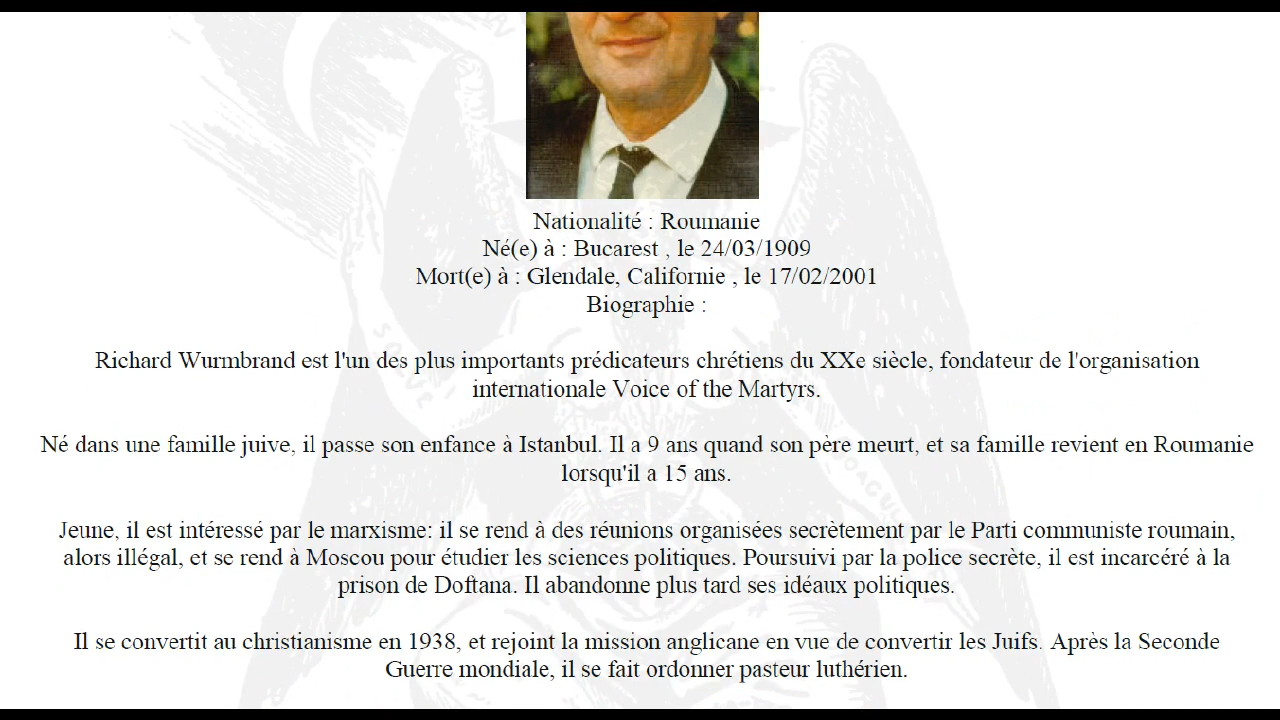 Nationalité : Roumanie
Né(e) à : Bucarest , le 24/03/1909
Mort(e) à : Glendale, Californie , le 17/02/2001
Biographie :
Richard Wurmbrand est l'un des plus importants prédicateurs chrétiens du XXe siècle, fondateur de l'organisation
internationale Voice of the Martyrs.
Né dans une famille juive, il passe son enfance à Istanbul. Il a 9 ans quand son père meurt, et sa famille revient en Roumanie
lorsqu'il a 15 ans.
Jeune, il est intéressé par le marxisme: il se rend à des réunions organisées secrètement par le Parti communiste roumain,
alors illégal, et se rend à Moscou pour étudier les sciences politiques. Poursuivi par la police secrète, il est incarcéré à la
prison de Doftana. Il abandonne plus tard ses idéaux politiques.
Il se convertit au christianisme en 1938, et rejoint la mission anglicane en vue de convertir les Juifs. Après la Seconde
Guerre mondiale, il se fait ordonner pasteur luthérien.
SOLVE
COAGULA